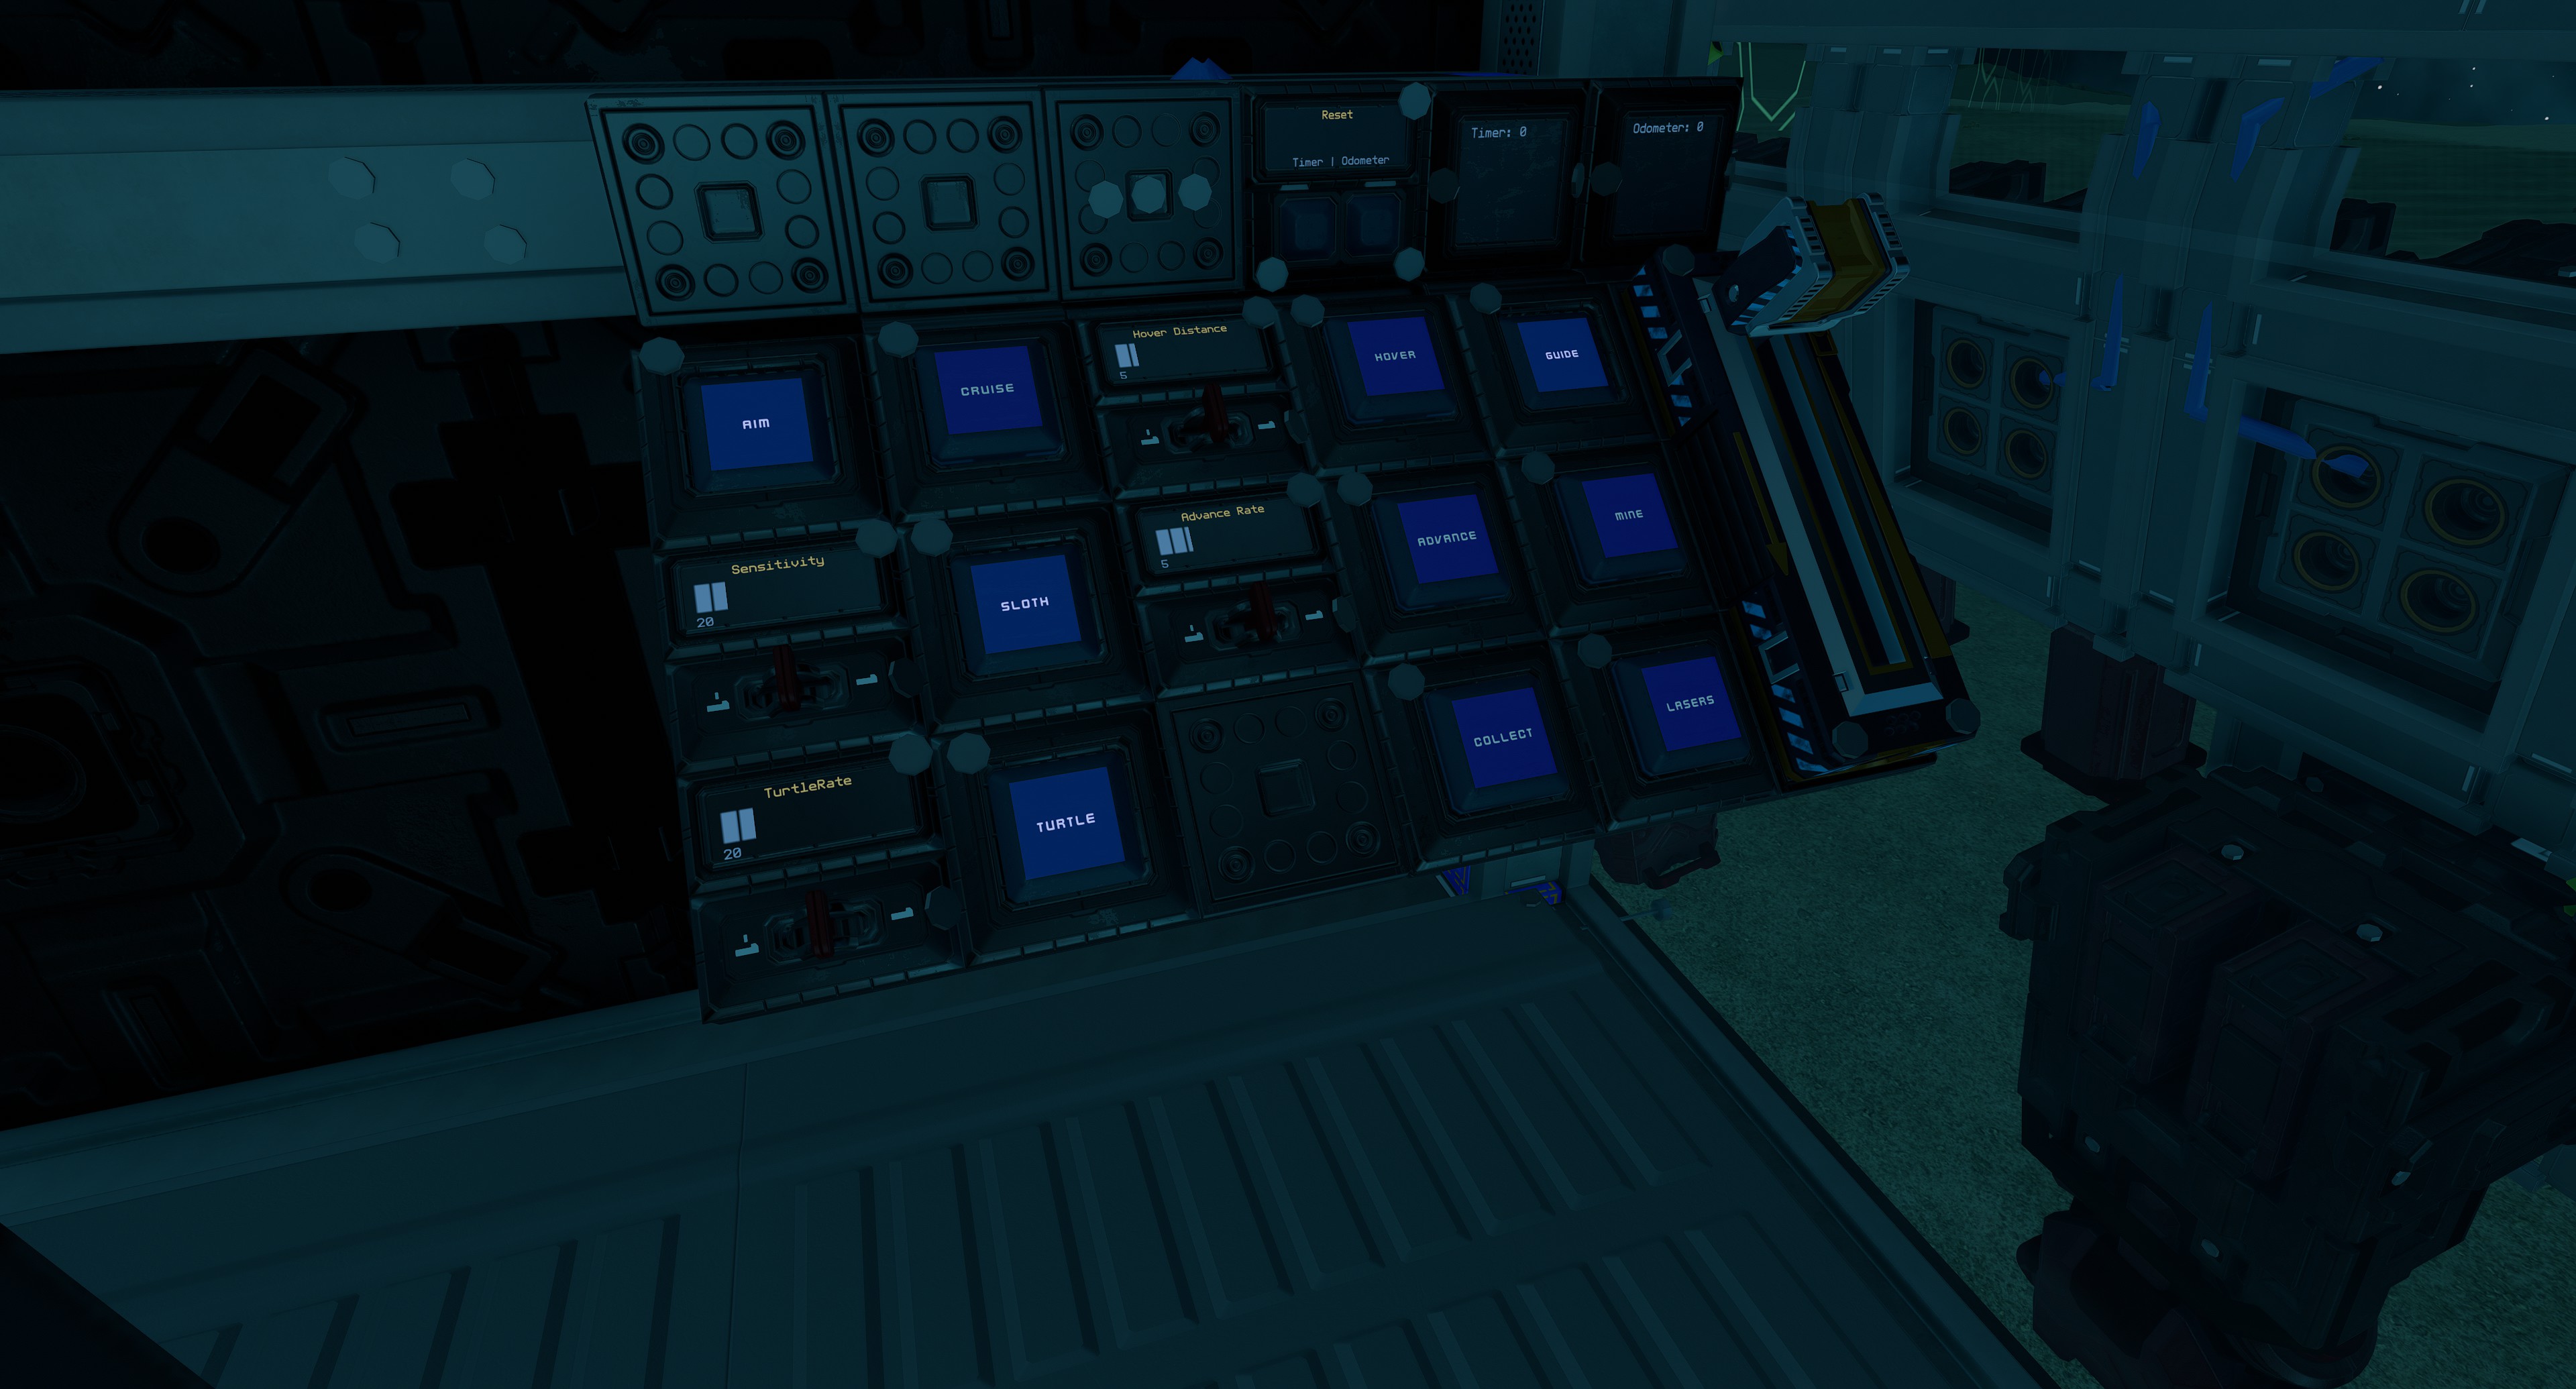 Reset
Timer | Odometer
Timer: 0
Odometer: 0
AIM
CRUISE
Hover Distance
5
HOVER
GUIDE
Sensitivity
20
SLOTH
Advance Rate
5
ADVANCE
MINE
TurtleRate
20
TURTLE
COLLECT
LASERS